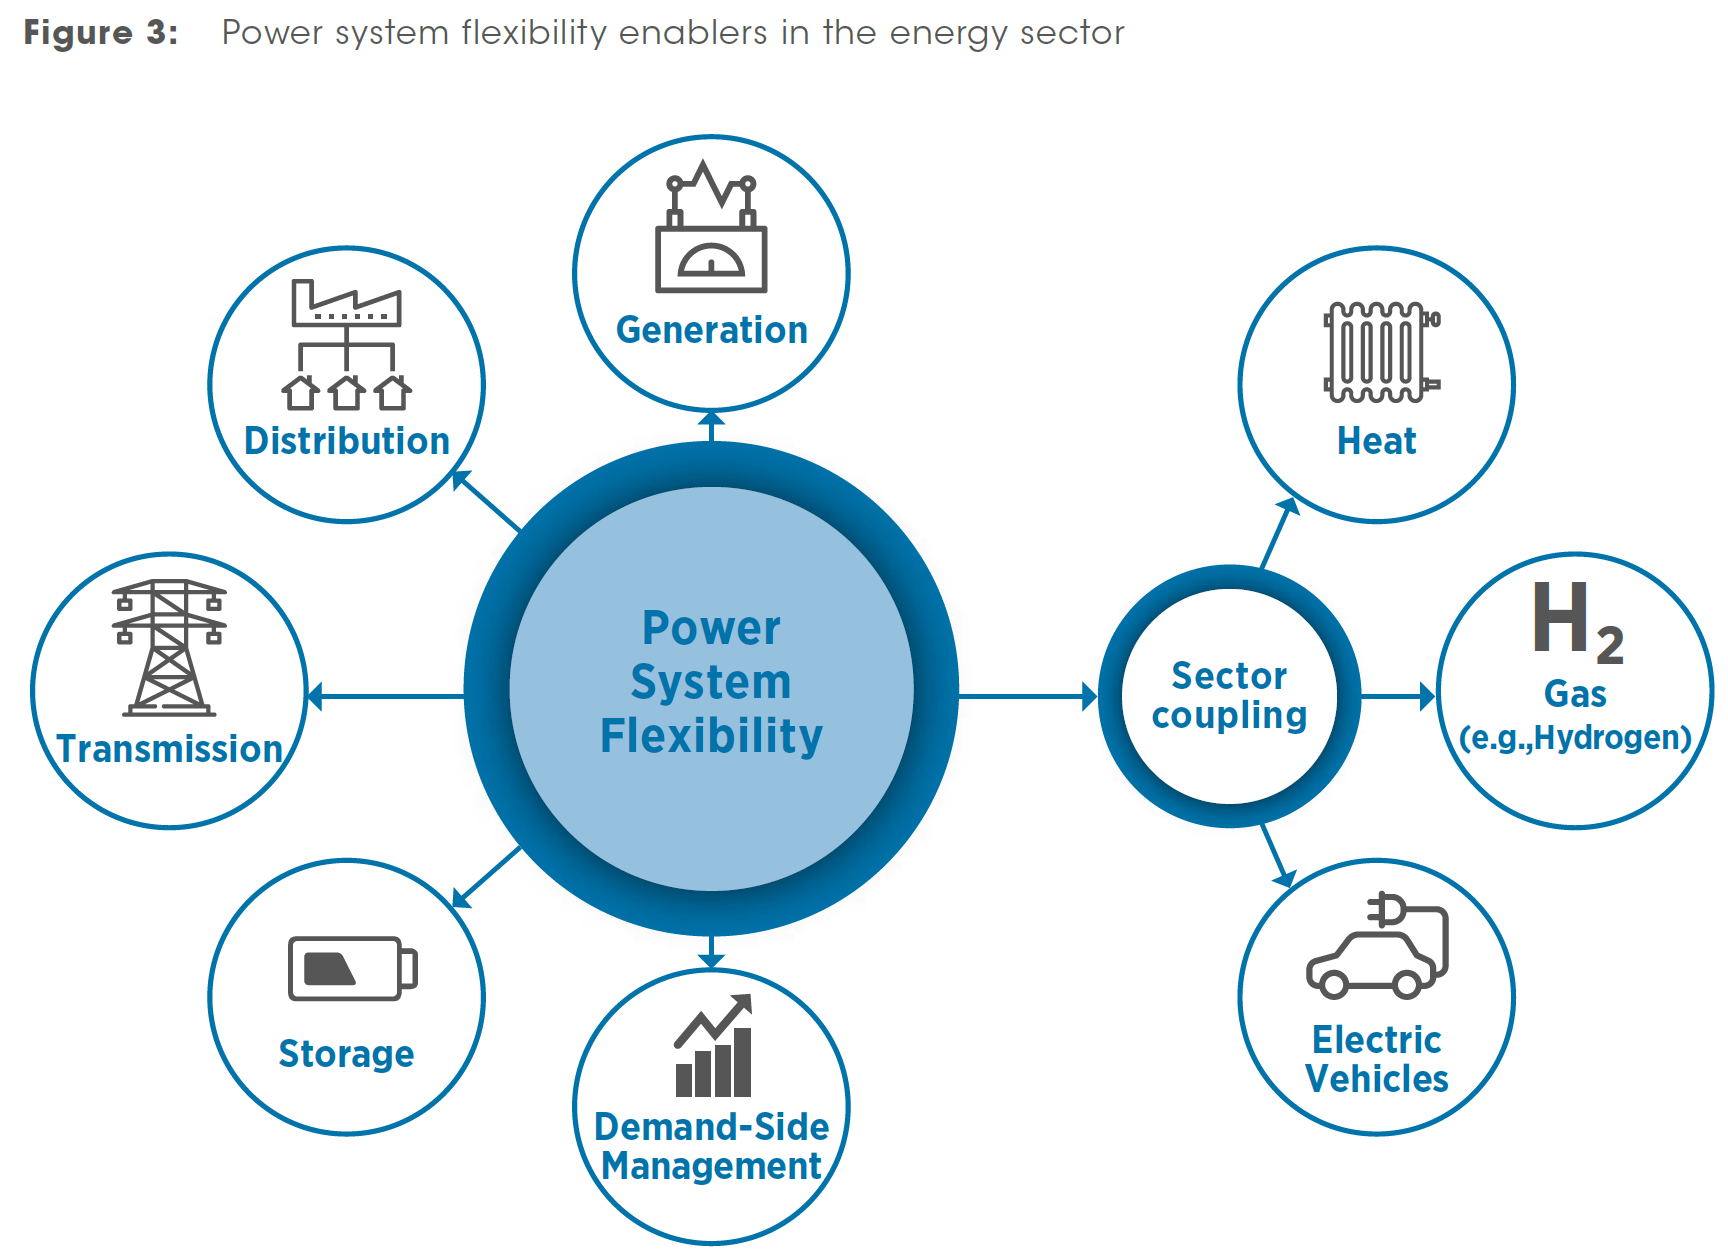 Figure 3: Power system flexibility enablers in the energy sector
Generation
Distribution
Heat
Power
System
Flexibility
Sector
coupling
H2
Gas
(e.g.,Hydrogen)
Transmission
Storage
Electric
Vehicles
Demand-Side
Management